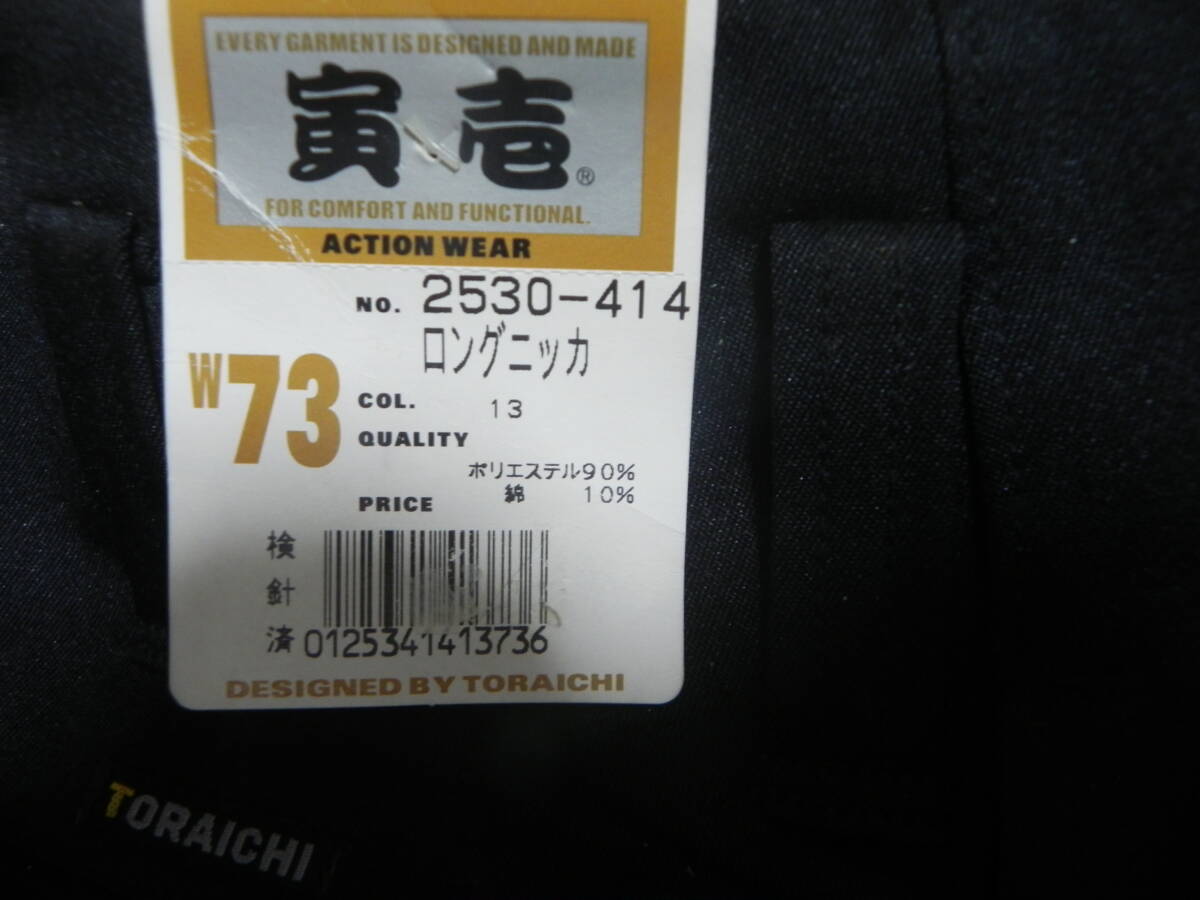 EVERY GARMENT IS DESIGNED AND MADE
寅壱®
FOR COMFORT AND FUNCTIONAL.
ACTION WEAR
NO. 2530-414
ロングニッカ
W73
COL. 13
QUALITY
ポリエステル90%
綿 10%
PRICE
検針済
0125341413736
DESIGNED BY TORAICHI
TORAICHI